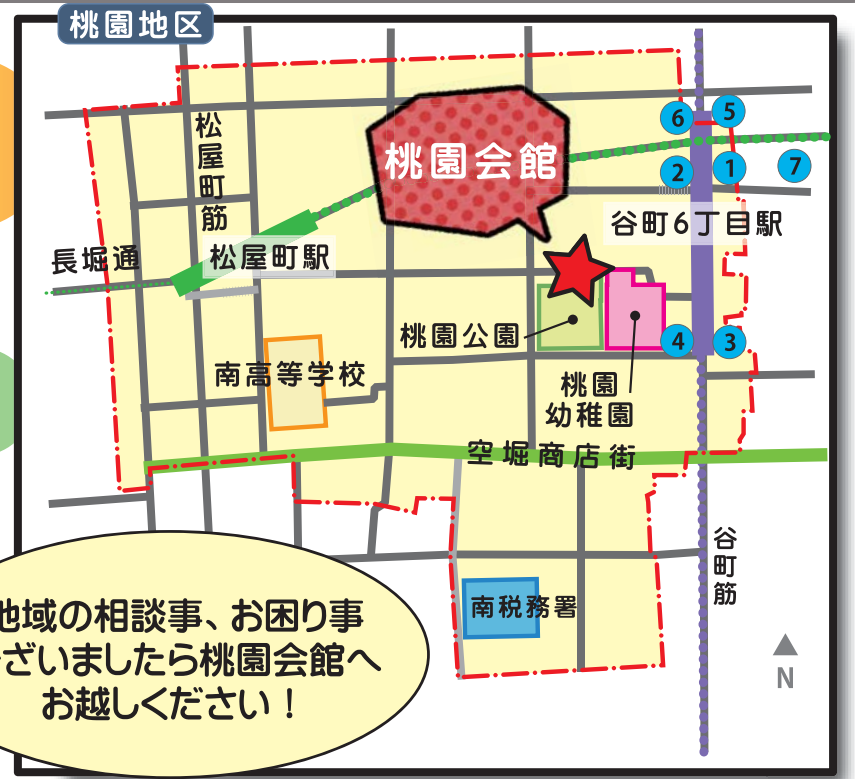 桃園地区
松屋町筋
6
5
桃園会館
2
1
7
谷町6丁目駅
長堀通
松屋町駅
桃園公園
4
3
南高等学校
桃園
幼稚園
空堀商店街
谷町筋
南税務署
地域の相談事、お困り事
ざいましたら桃園会館へ
お越しください！
N